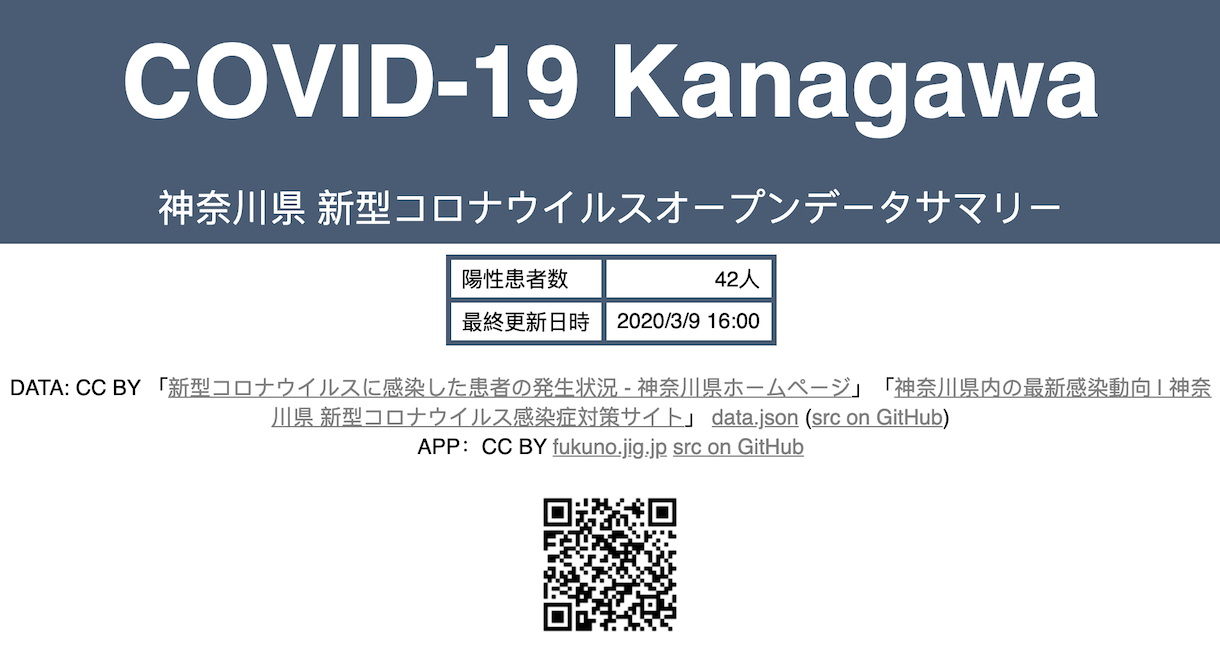 COVID-19 Kanagawa
神奈川県 新型コロナウイルスオープンデータサマリー
陽性患者数 42人
最終更新日時 2020/3/9 16:00
DATA: CC BY 「新型コロナウイルスに感染した患者の発生状況 - 神奈川県ホームページ」 「神奈川県内の最新感染動向 | 神奈
川県 新型コロナウイルス感染症対策サイト」 data.json (src on GitHub)
APP：CC BY fukuno.jig.jp src on GitHub